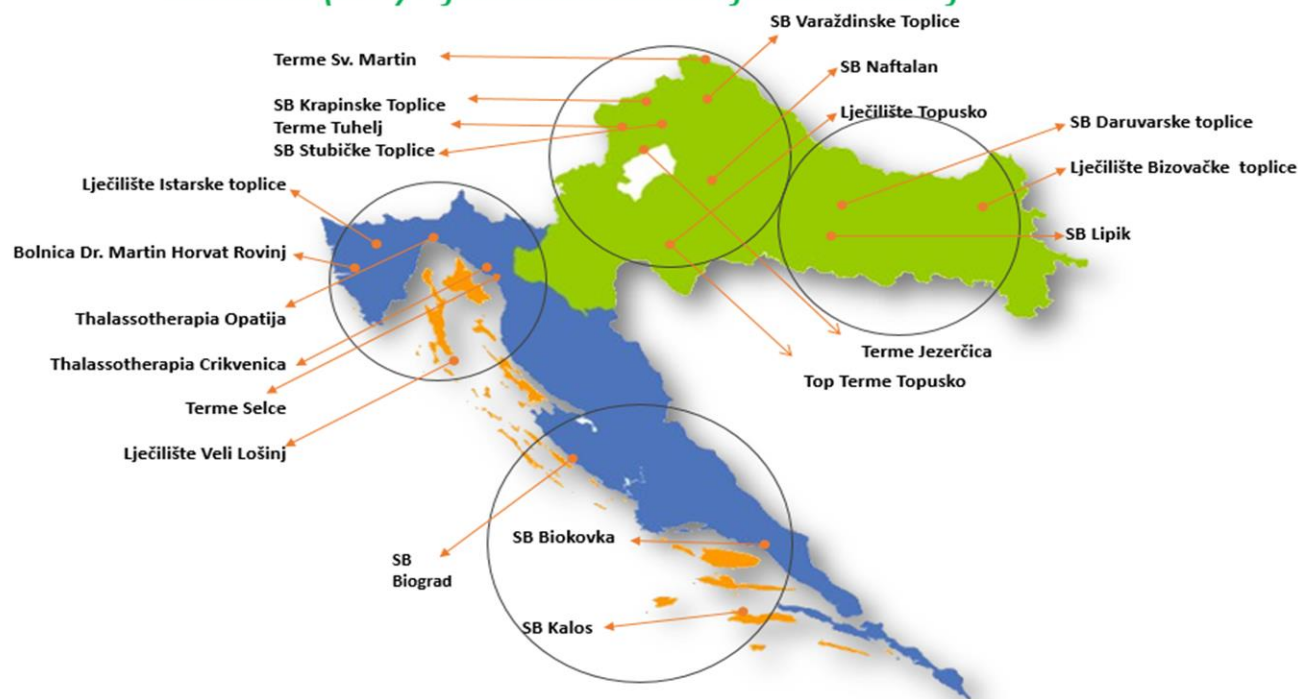 SB Varaždinske Toplice
Terme Sv. Martin
SB Naftalan
SB Krapinske Toplice
Lječilište Topusko
Terme Tuhelj
SB Daruvarske toplice
SB Stubičke Toplice
Lječilište Bizovačke toplice
Lječilište Istarske toplice
SB Lipik
Bolnica Dr. Martin Horvat Rovinj
Thalassotherapia Opatija
Terme Jezerčica
Thalassotherapia Crikvenica
Top Terme Topusko
Terme Selce
Lječilište Veli Lošinj
SB Biokovka
SB
Biograd
SB Kalos